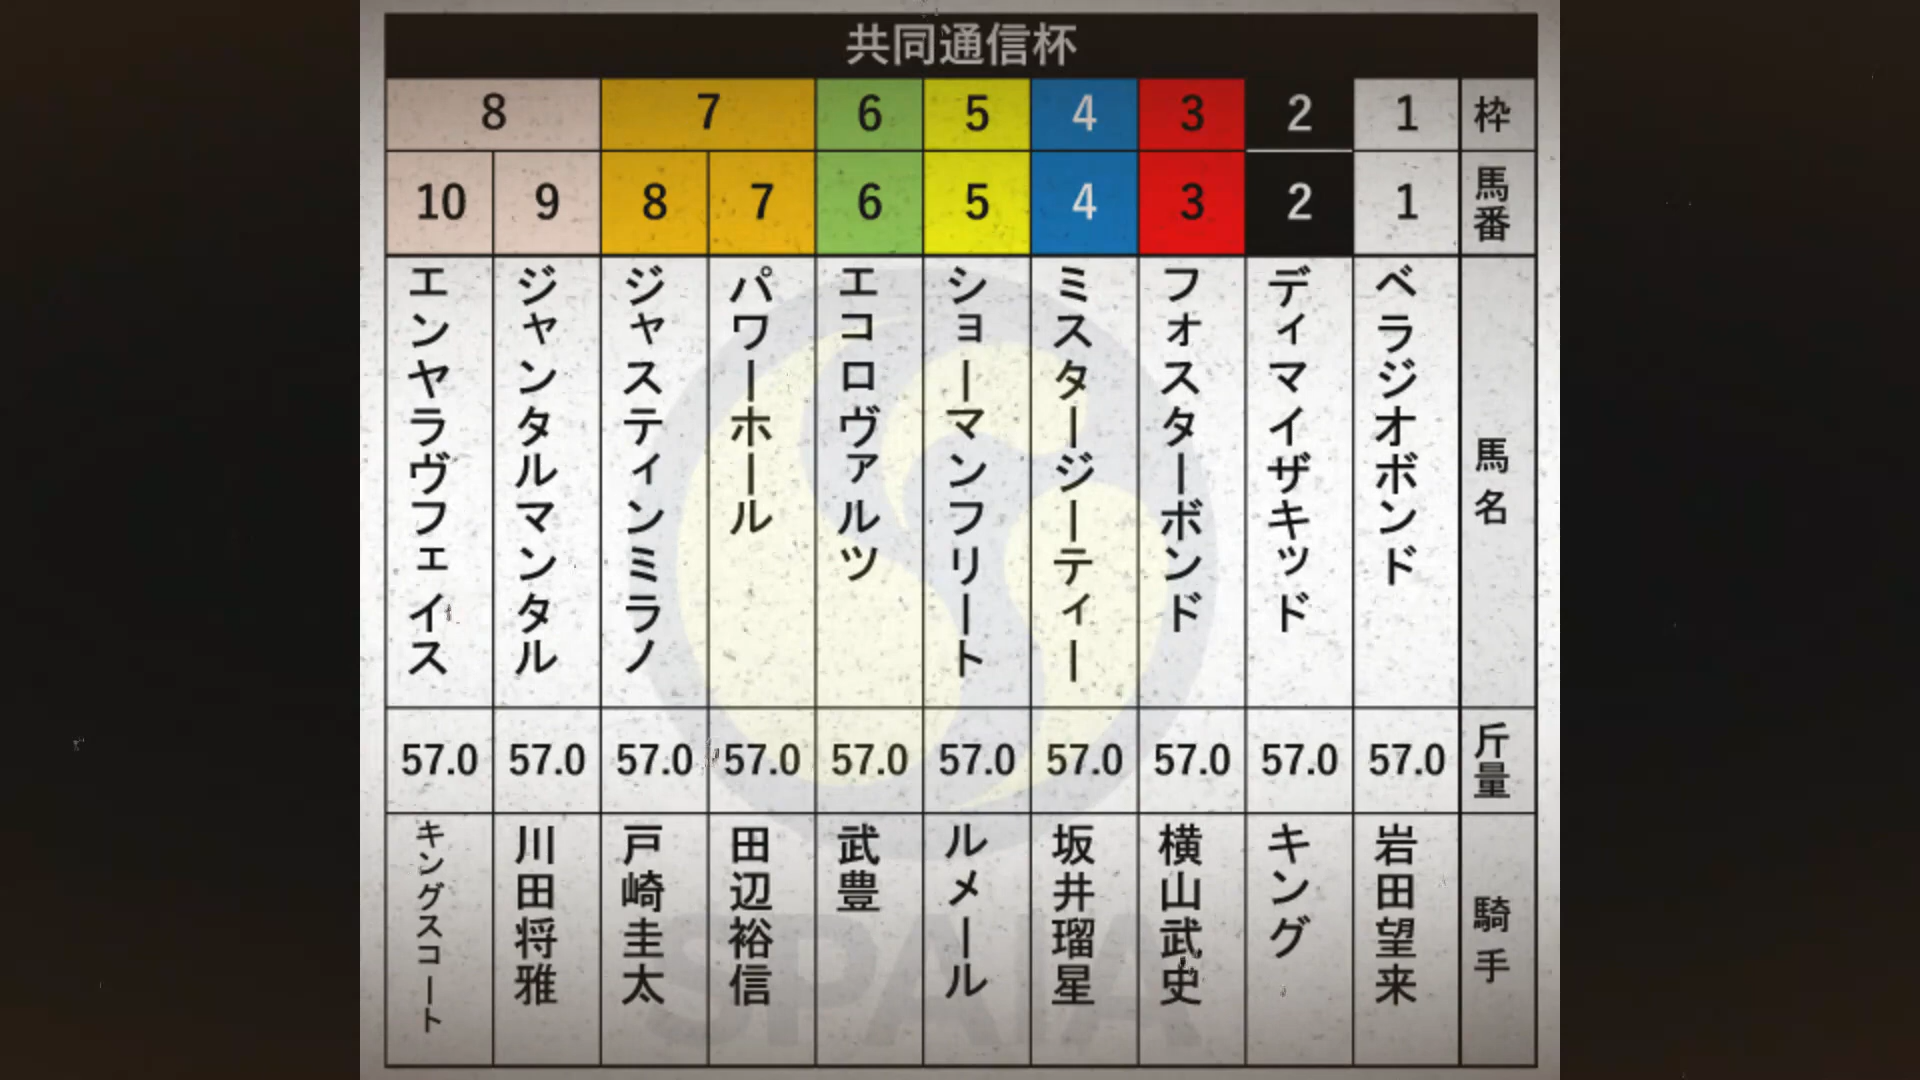 共同通信杯
枠 1 2 3 4 5 6 7 8
馬番 1 2 3 4 5 6 7 8 9 10
馬名
ベラジオボンド
ディマイザキッド
フォスターボンド
ミスタージーティー
ショーマンフリート
エコロヴァルツ
パワーホール
ジャスティンミラノ
ジャンタルマンタル
エンヤラヴフェイス
斤量 57.0 57.0 57.0 57.0 57.0 57.0 57.0 57.0 57.0 57.0
騎手
岩田望来
キング
横山武史
坂井瑠星
ルメール
武豊
田辺裕信
戸崎圭太
川田将雅
キングスコート
SPAIA